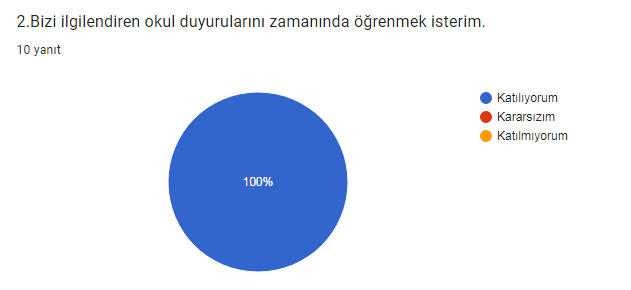 2.Bizi ilgilendiren okul duyurularını zamanında öğrenmek isterim.
10 yanıt
Katılıyorum
Kararsızım
Katılmıyorum
100%